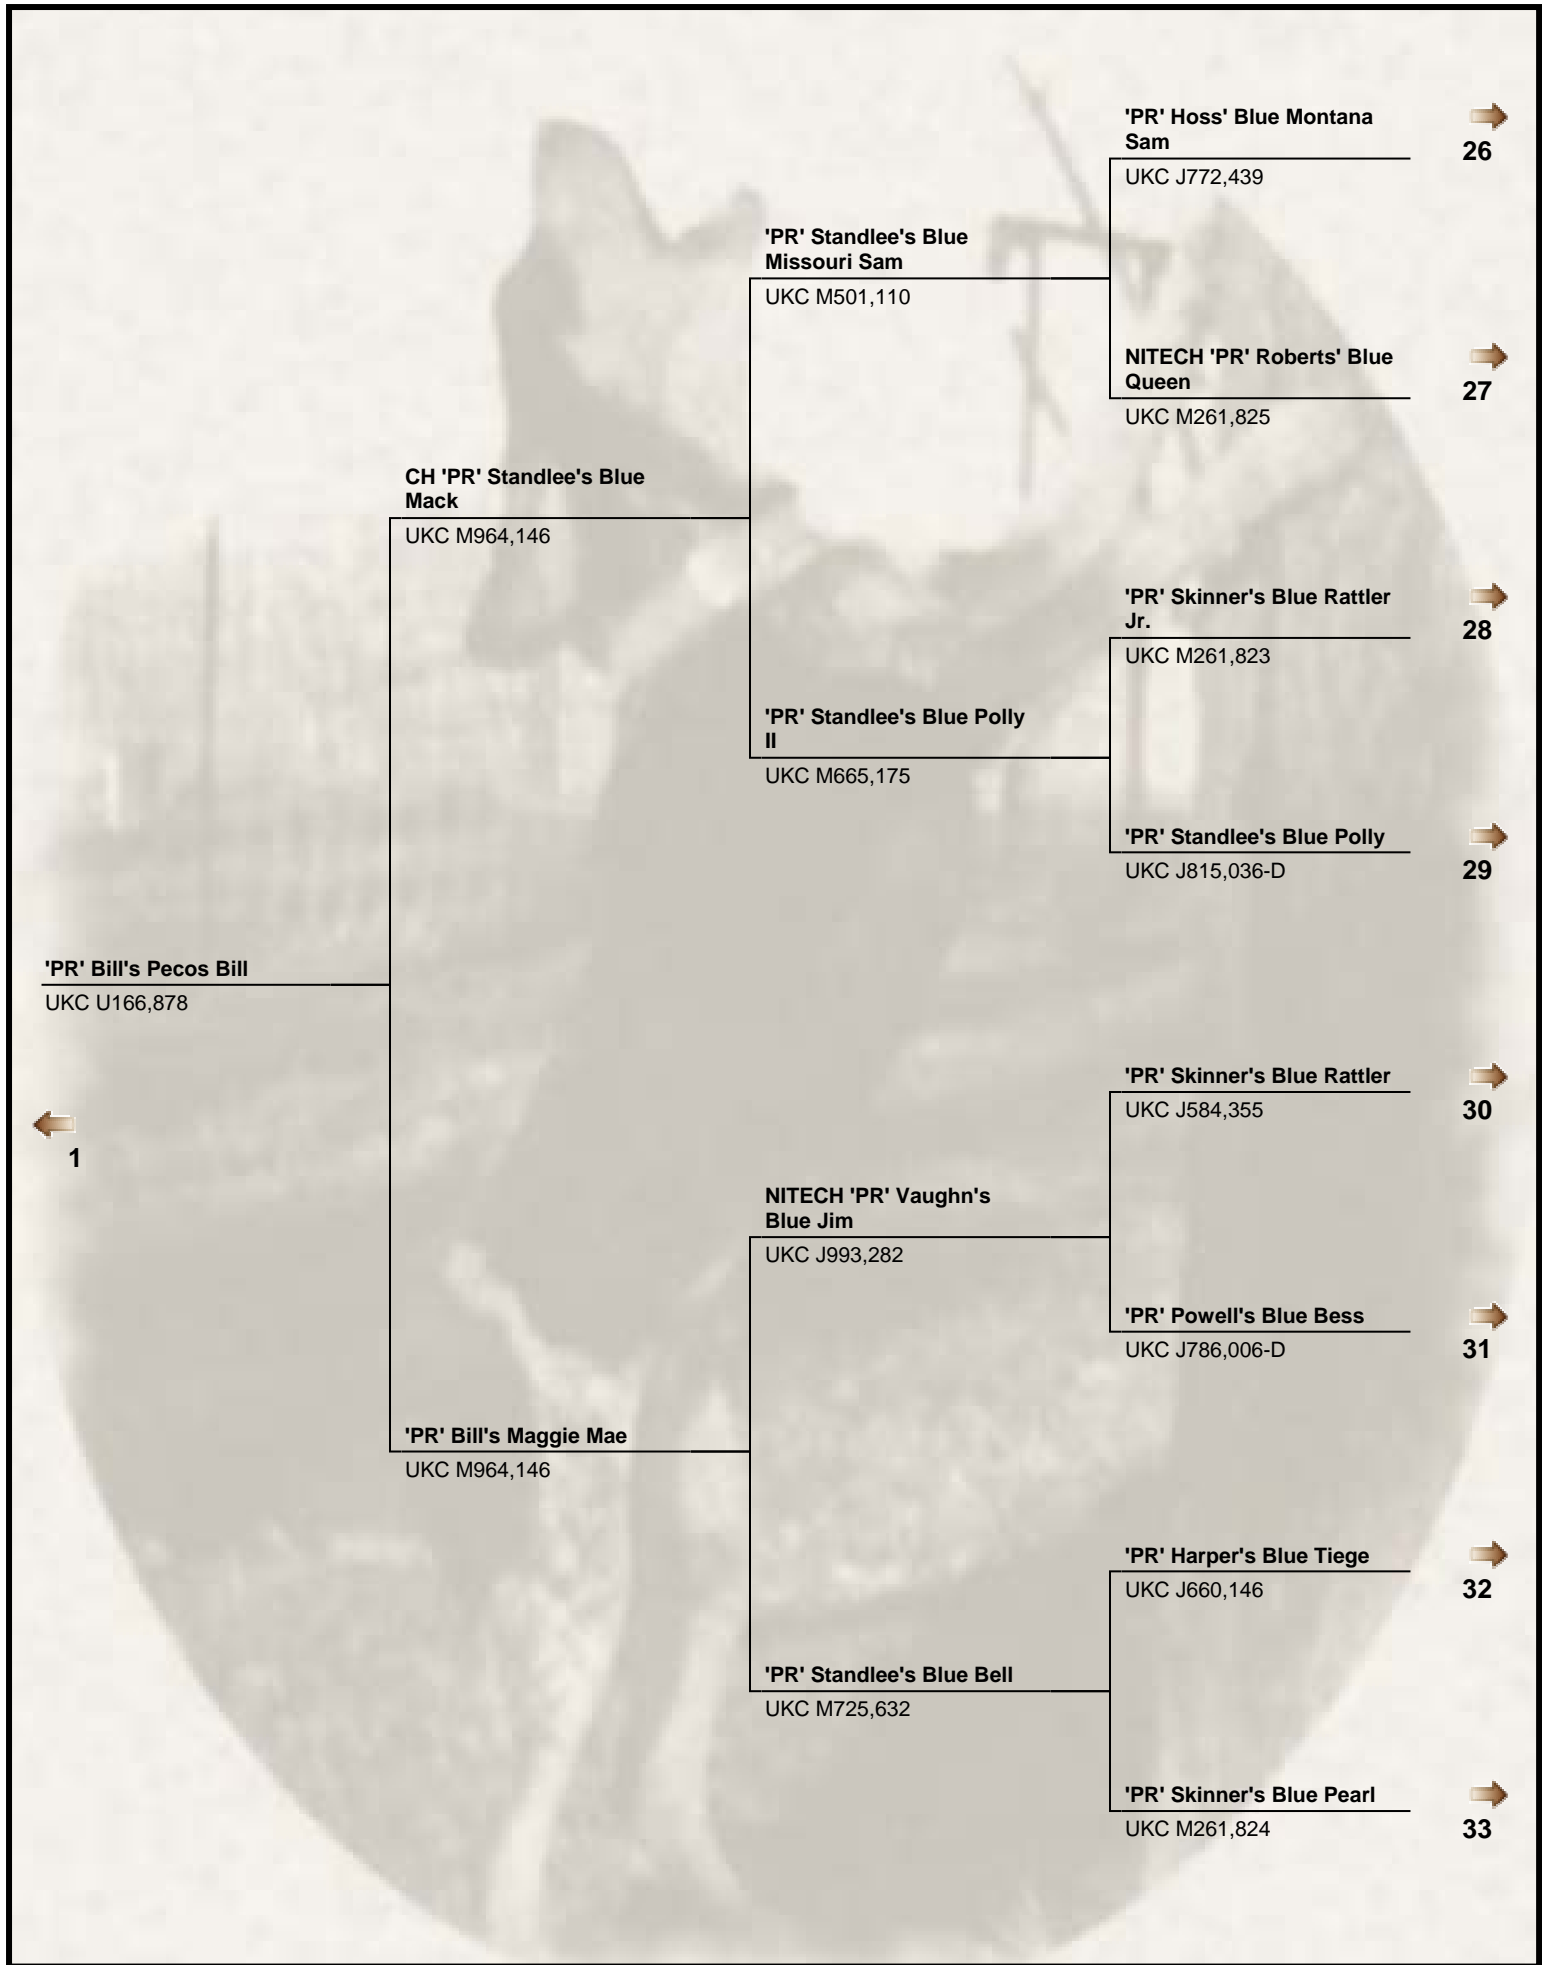 'PR' Hoss' Blue Montana
Sam
26
UKC J772,439
'PR' Standlee's Blue
Missouri Sam
UKC M501,110
NITECH 'PR' Roberts' Blue
Queen
27
UKC M261,825
CH 'PR' Standlee's Blue
Mack
UKC M964,146
'PR' Skinner's Blue Rattler
Jr.
28
UKC M261,823
'PR' Standlee's Blue Polly
II
UKC M665,175
'PR' Standlee's Blue Polly
UKC J815,036-D
29
'PR' Bill's Pecos Bill
UKC U166,878
'PR' Skinner's Blue Rattler
UKC J584,355
30
1
NITECH 'PR' Vaughn's
Blue Jim
UKC J993,282
'PR' Powell's Blue Bess
UKC J786,006-D
31
'PR' Bill's Maggie Mae
UKC M964,146
'PR' Harper's Blue Tiege
UKC J660,146
32
'PR' Standlee's Blue Bell
UKC M725,632
'PR' Skinner's Blue Pearl
UKC M261,824
33